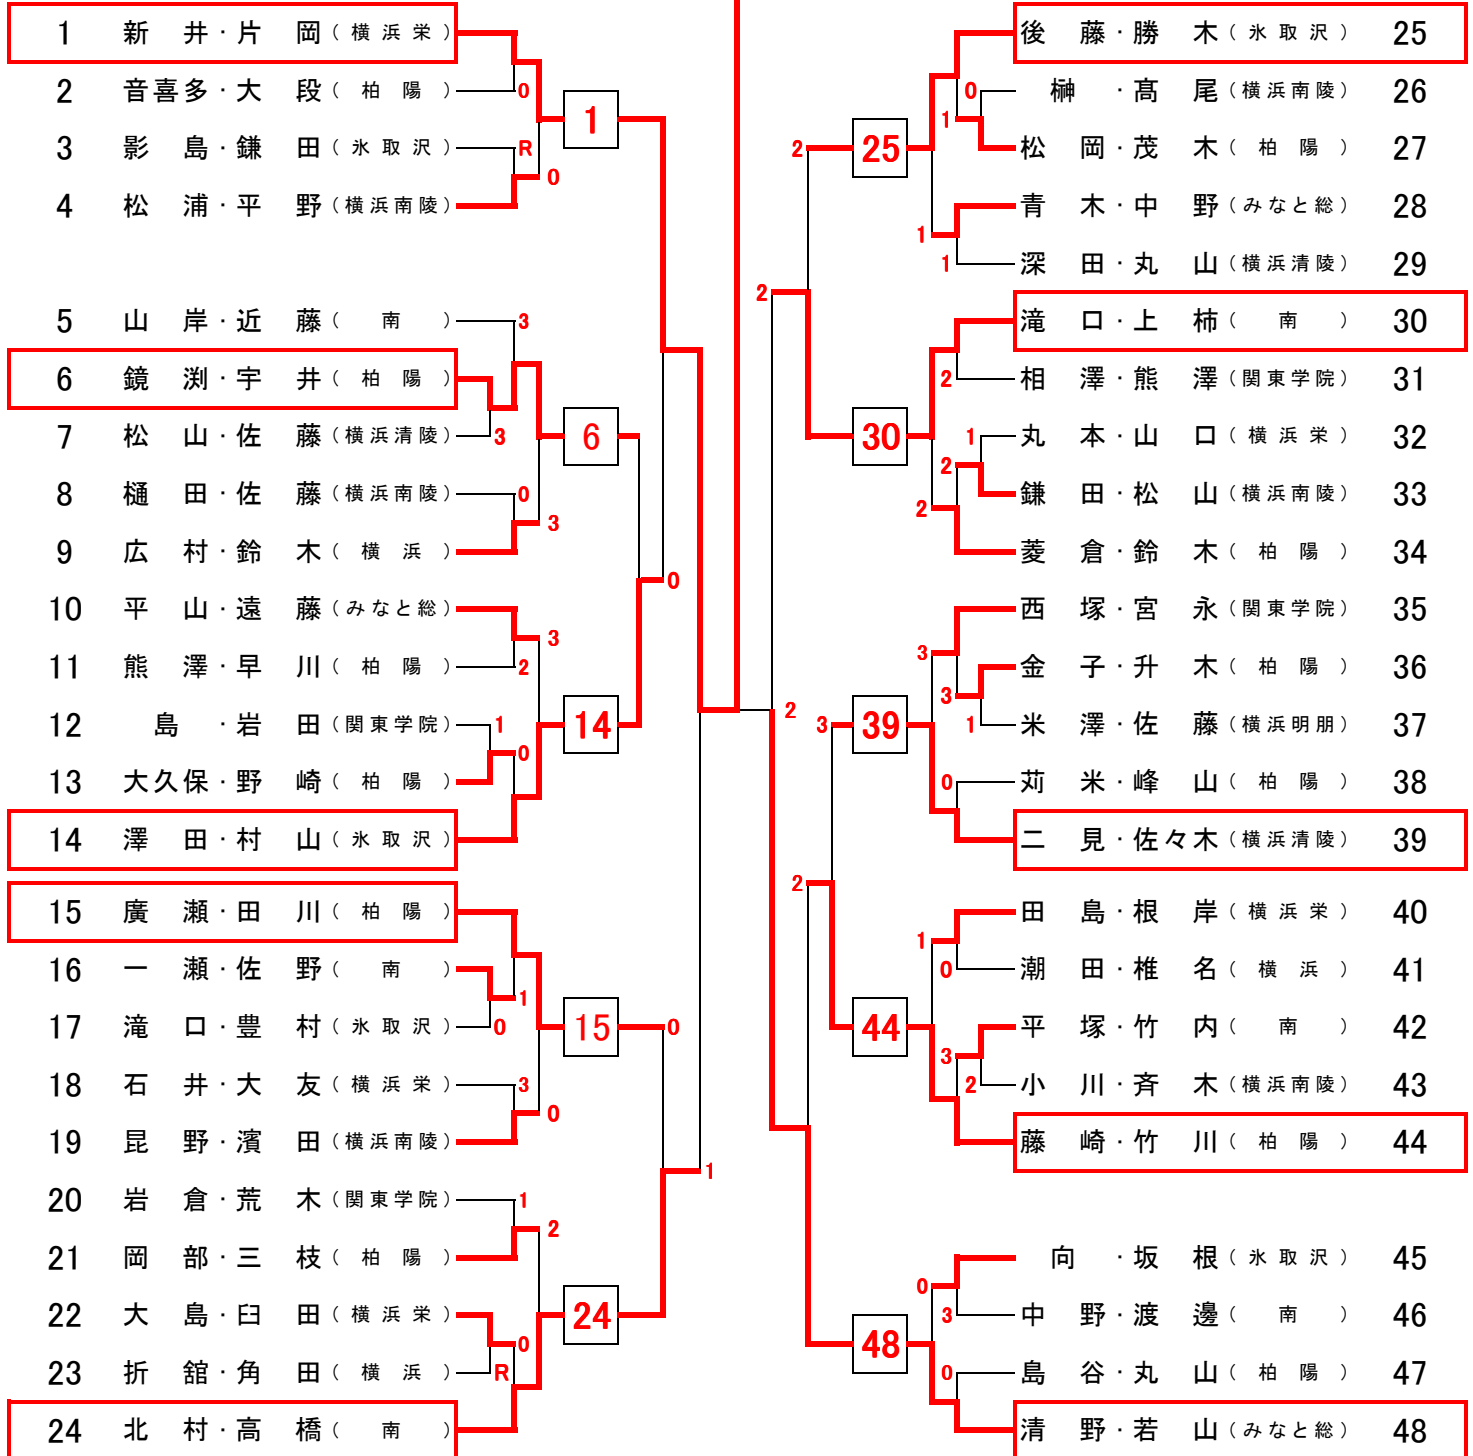 1 新井・片岡(横浜栄)
2 音喜多・大段(柏陽)
0
1
3 影島・鎌田(氷取沢)
R
0
4 松浦・平野(横浜南陵)
5 山岸・近藤(南)
3
6 鏡渕・宇井(柏陽)
7 松山・佐藤(横浜清陵)
3
6
8 樋田・佐藤(横浜南陵)
0
3
9 広村・鈴木(横浜)
0
10 平山・遠藤(みなと総)
3
11 熊澤・早川(柏陽)
2
12 島・岩田(関東学院)
1
14
0
13 大久保・野崎(柏陽)
14 澤田・村山(氷取沢)
15 廣瀬・田川(柏陽)
16 一瀬・佐野(南)
1
17 滝口・豊村(氷取沢)
0
15
0
18 石井・大友(横浜栄)
3
0
19 昆野・濱田(横浜南陵)
1
20 岩倉・荒木(関東学院)
1
2
21 岡部・三枝(柏陽)
22 大島・臼田(横浜栄)
24
0
23 折舘・角田(横浜)
R
24 北村・高橋(南)
後藤・勝木(氷取沢) 25
0
榊・髙尾(横浜南陵) 26
1
2
25
松岡・茂木(柏陽) 27
青木・中野(みなと総) 28
1
1
深田・丸山(横浜清陵) 29
2
滝口・上柿(南) 30
2
相澤・熊澤(関東学院) 31
30
1
丸本・山口(横浜栄) 32
2
鎌田・松山(横浜南陵) 33
2
菱倉・鈴木(柏陽) 34
西塚・宮永(関東学院) 35
3
金子・升木(柏陽) 36
3
2
3
39
1
米澤・佐藤(横浜明朋) 37
0
苅米・峰山(柏陽) 38
二見・佐々木(横浜清陵) 39
2
田島・根岸(横浜栄) 40
1
0
潮田・椎名(横浜) 41
44
平塚・竹内(南) 42
3
2
小川・斉木(横浜南陵) 43
藤崎・竹川(柏陽) 44
向・坂根(氷取沢) 45
0
3
中野・渡邊(南) 46
48
0
島谷・丸山(柏陽) 47
清野・若山(みなと総) 48